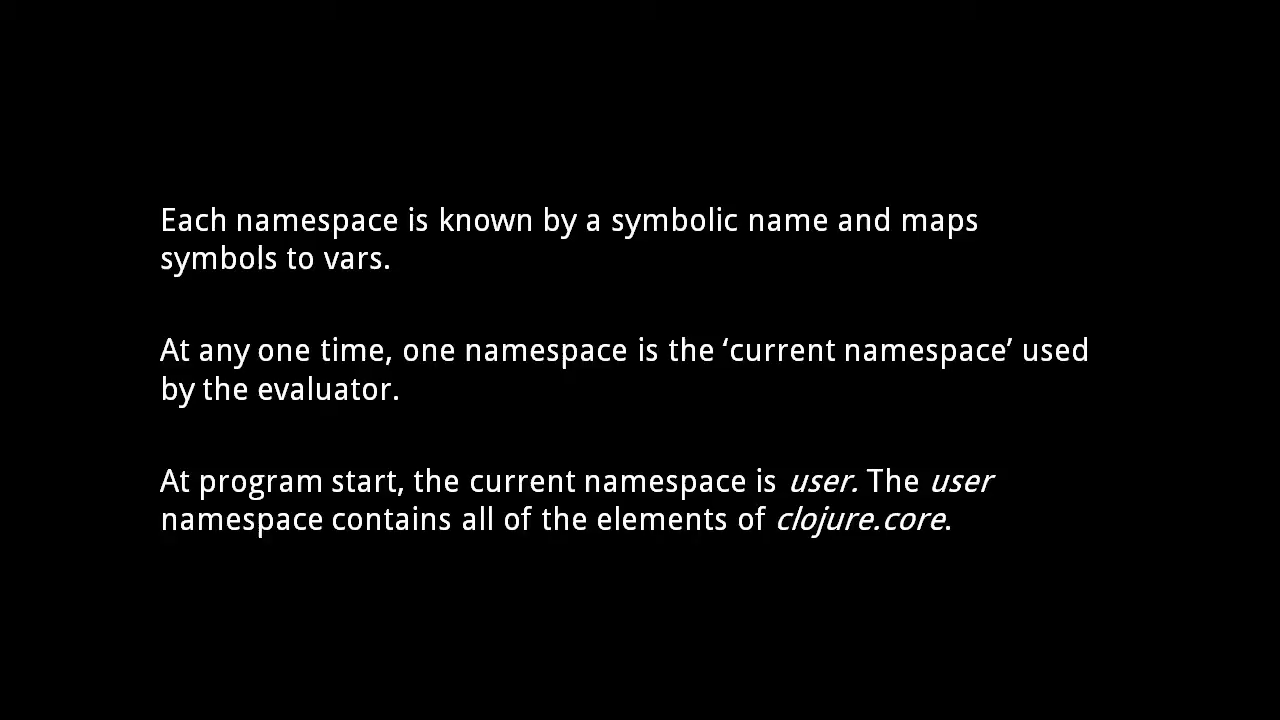 Each namespace is known by a symbolic name and maps
symbols to vars.
At any one time, one namespace is the ‘current namespace’ used
by the evaluator.
At program start, the current namespace is user. The user
namespace contains all of the elements of clojure.core.